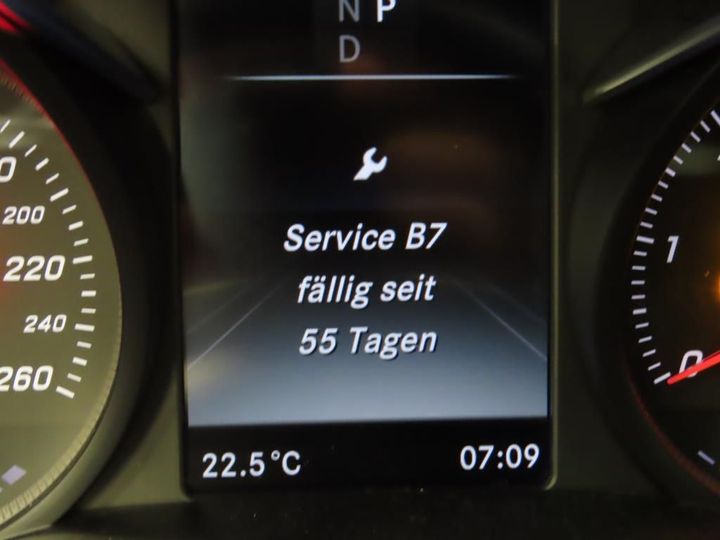 N P
D
Service B7
fällig seit
55 Tagen
22.5°C 07:09
200
220
240
260
1
0